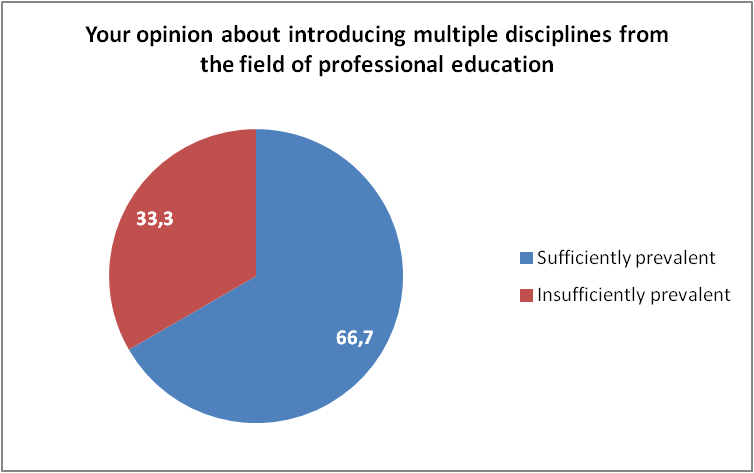 Your opinion about introducing multiple disciplines from
the field of professional education
33,3
66,7
Sufficiently prevalent
Insufficiently prevalent